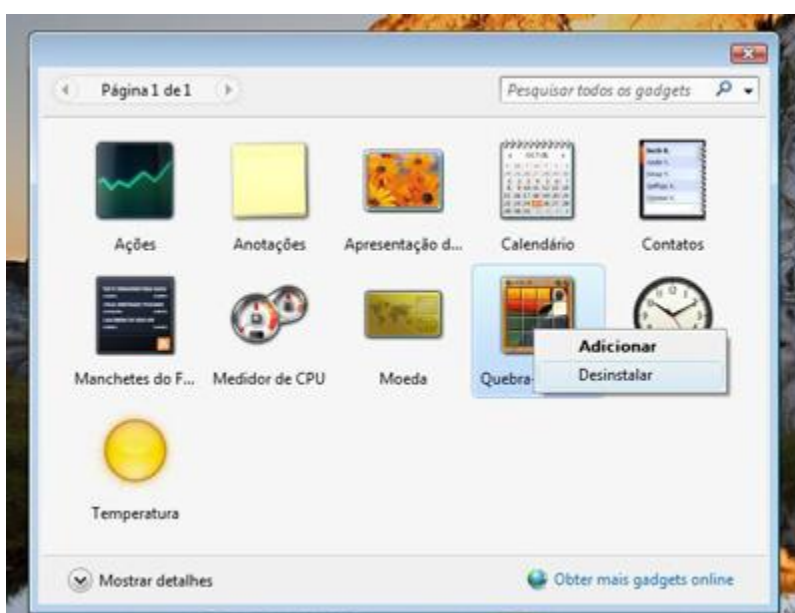 Página 1 de 1
Pesquisar todos os gadgets
Ações
Anotações
Apresentação d...
Calendário
Contatos
Manchetes do F...
Medidor de CPU
Moeda
Quebra-
Adicionar
Desinstalar
Temperatura
Mostrar detalhes
Obter mais gadgets online